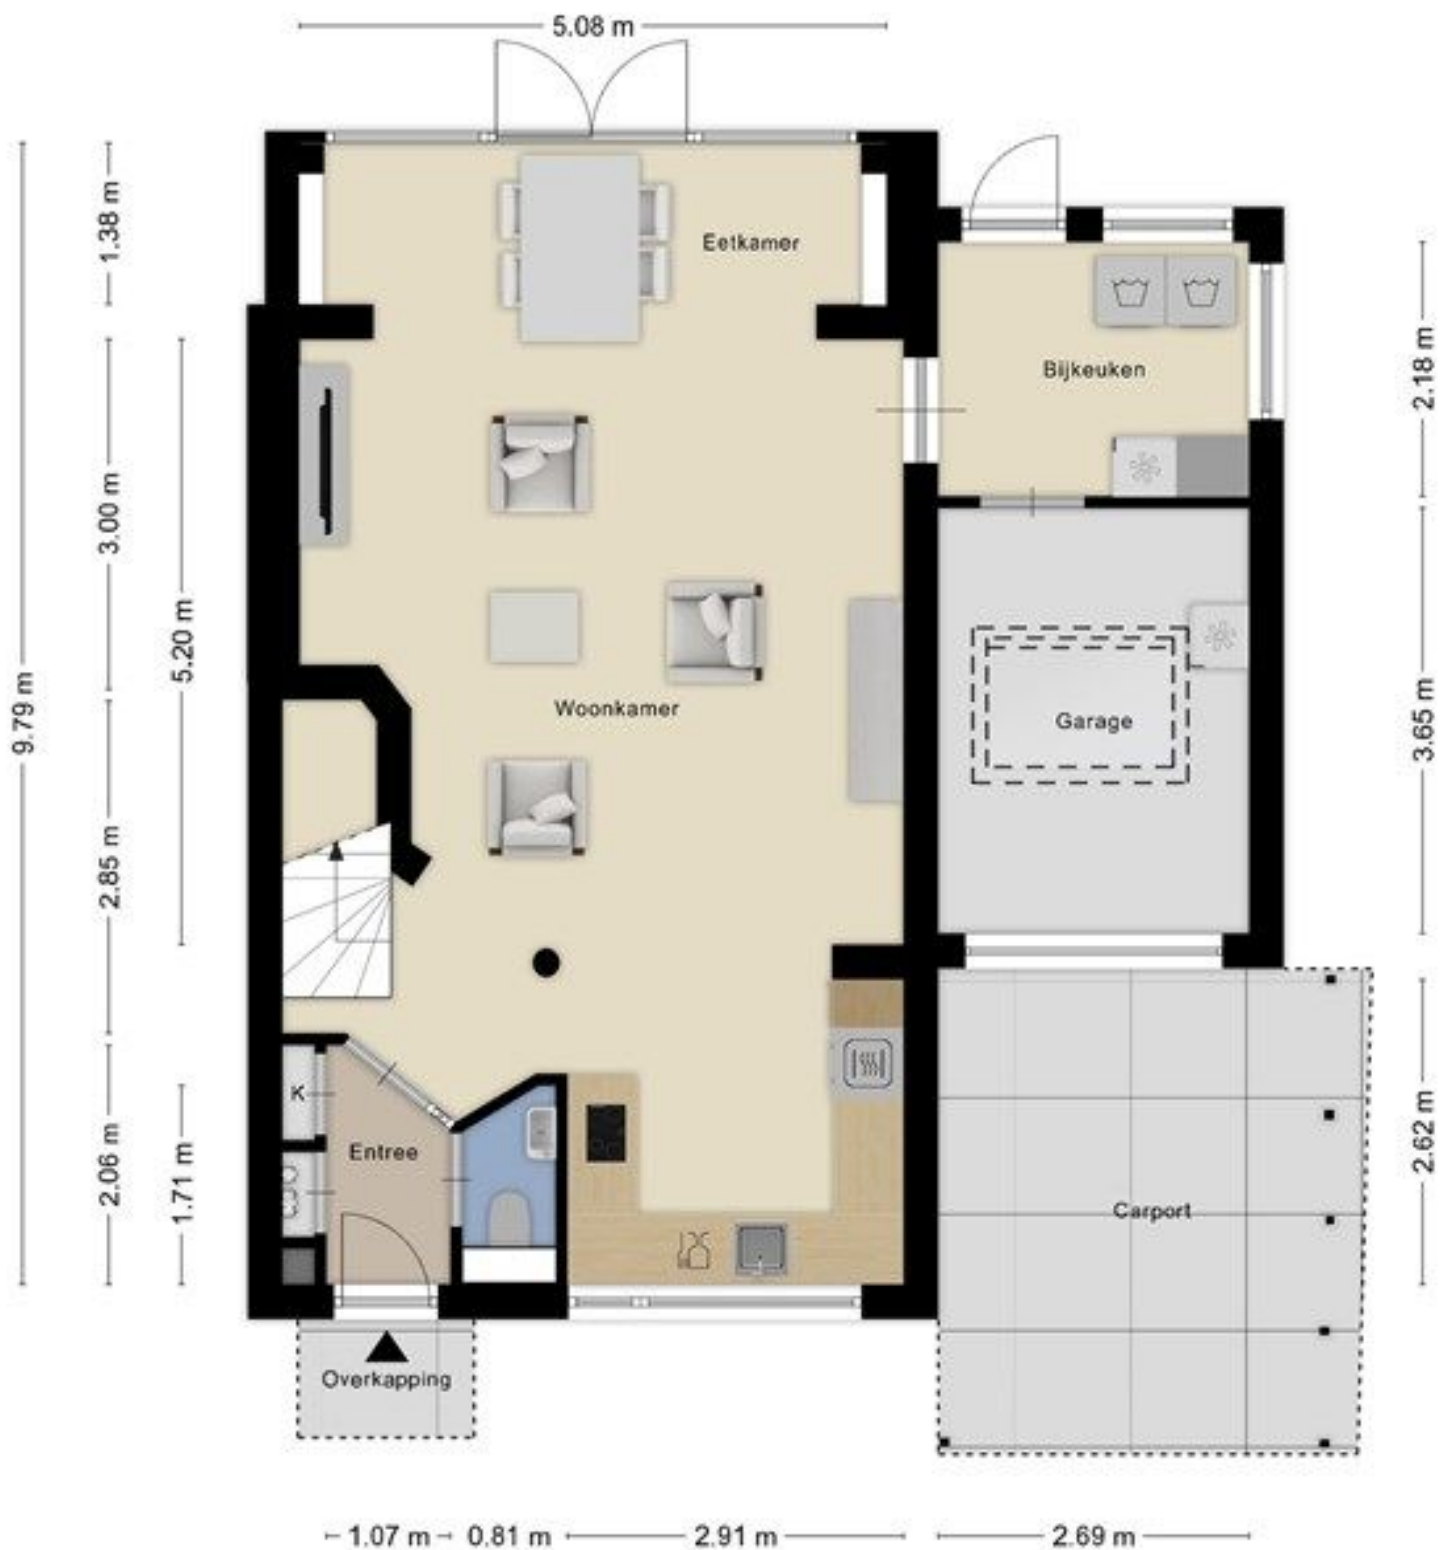 5.08 m
1.38 m
Eetkamer
2.18 m
Bijkeuken
3.00 m
5.20 m
9.79 m
Woonkamer
Garage
3.65 m
2.85 m
K
Entree
2.06 m
1.71 m
2.62 m
Carport
Overkapping
1.07 m
0.81 m
2.91 m
2.69 m